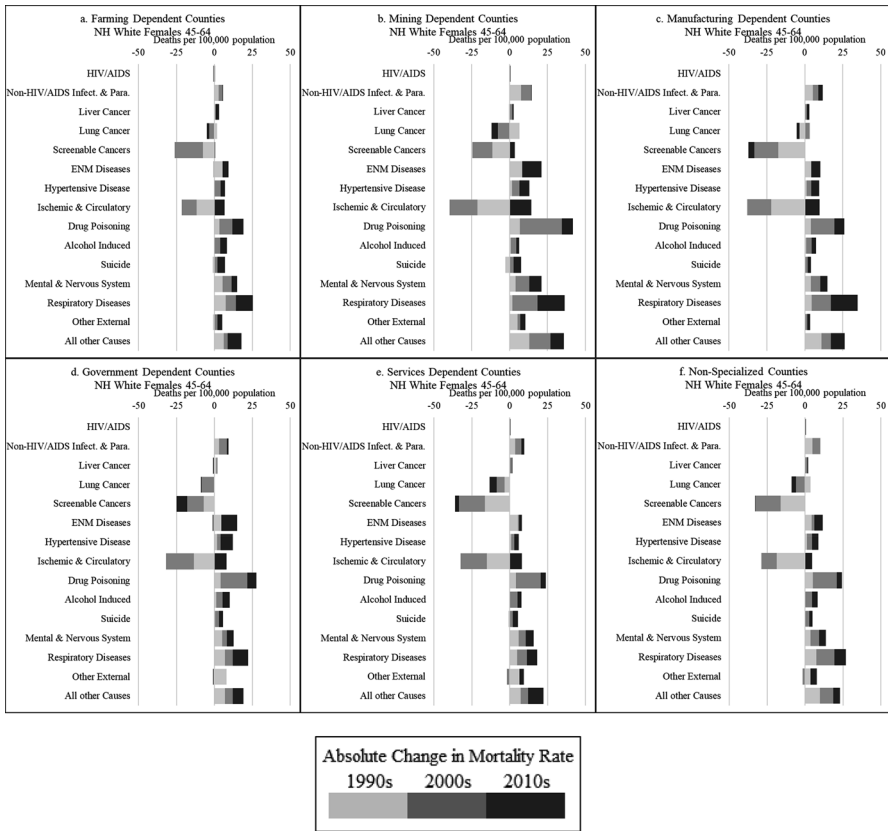 a. Farming Dependent Counties
NH White Females 45-64
Deaths per 100,000 population
-50 -25 0 25 50
HIV/AIDS
Non-HIV/AIDS Infect. & Para.
Liver Cancer
Lung Cancer
Screenable Cancers
ENM Diseases
Hypertensive Disease
Ischemic & Circulatory
Drug Poisoning
Alcohol Induced
Suicide
Mental & Nervous System
Respiratory Diseases
Other External
All other Causes
b. Mining Dependent Counties
NH White Females 45-64
Deaths per 100,000 population
-50 -25 0 25 50
HIV/AIDS
Non-HIV/AIDS Infect. & Para.
Liver Cancer
Lung Cancer
Screenable Cancers
ENM Diseases
Hypertensive Disease
Ischemic & Circulatory
Drug Poisoning
Alcohol Induced
Suicide
Mental & Nervous System
Respiratory Diseases
Other External
All other Causes
c. Manufacturing Dependent Counties
NH White Females 45-64
Deaths per 100,000 population
-50 -25 0 25 50
HIV/AIDS
Non-HIV/AIDS Infect. & Para.
Liver Cancer
Lung Cancer
Screenable Cancers
ENM Diseases
Hypertensive Disease
Ischemic & Circulatory
Drug Poisoning
Alcohol Induced
Suicide
Mental & Nervous System
Respiratory Diseases
Other External
All other Causes
d. Government Dependent Counties
NH White Females 45-64
Deaths per 100,000 population
-50 -25 0 25 50
HIV/AIDS
Non-HIV/AIDS Infect. & Para.
Liver Cancer
Lung Cancer
Screenable Cancers
ENM Diseases
Hypertensive Disease
Ischemic & Circulatory
Drug Poisoning
Alcohol Induced
Suicide
Mental & Nervous System
Respiratory Diseases
Other External
All other Causes
e. Services Dependent Counties
NH White Females 45-64
Deaths per 100,000 population
-50 -25 0 25 50
HIV/AIDS
Non-HIV/AIDS Infect. & Para.
Liver Cancer
Lung Cancer
Screenable Cancers
ENM Diseases
Hypertensive Disease
Ischemic & Circulatory
Drug Poisoning
Alcohol Induced
Suicide
Mental & Nervous System
Respiratory Diseases
Other External
All other Causes
f. Non-Specialized Counties
NH White Females 45-64
Deaths per 100,000 population
-50 -25 0 25 50
HIV/AIDS
Non-HIV/AIDS Infect. & Para.
Liver Cancer
Lung Cancer
Screenable Cancers
ENM Diseases
Hypertensive Disease
Ischemic & Circulatory
Drug Poisoning
Alcohol Induced
Suicide
Mental & Nervous System
Respiratory Diseases
Other External
All other Causes
Absolute Change in Mortality Rate
1990s 2000s 2010s